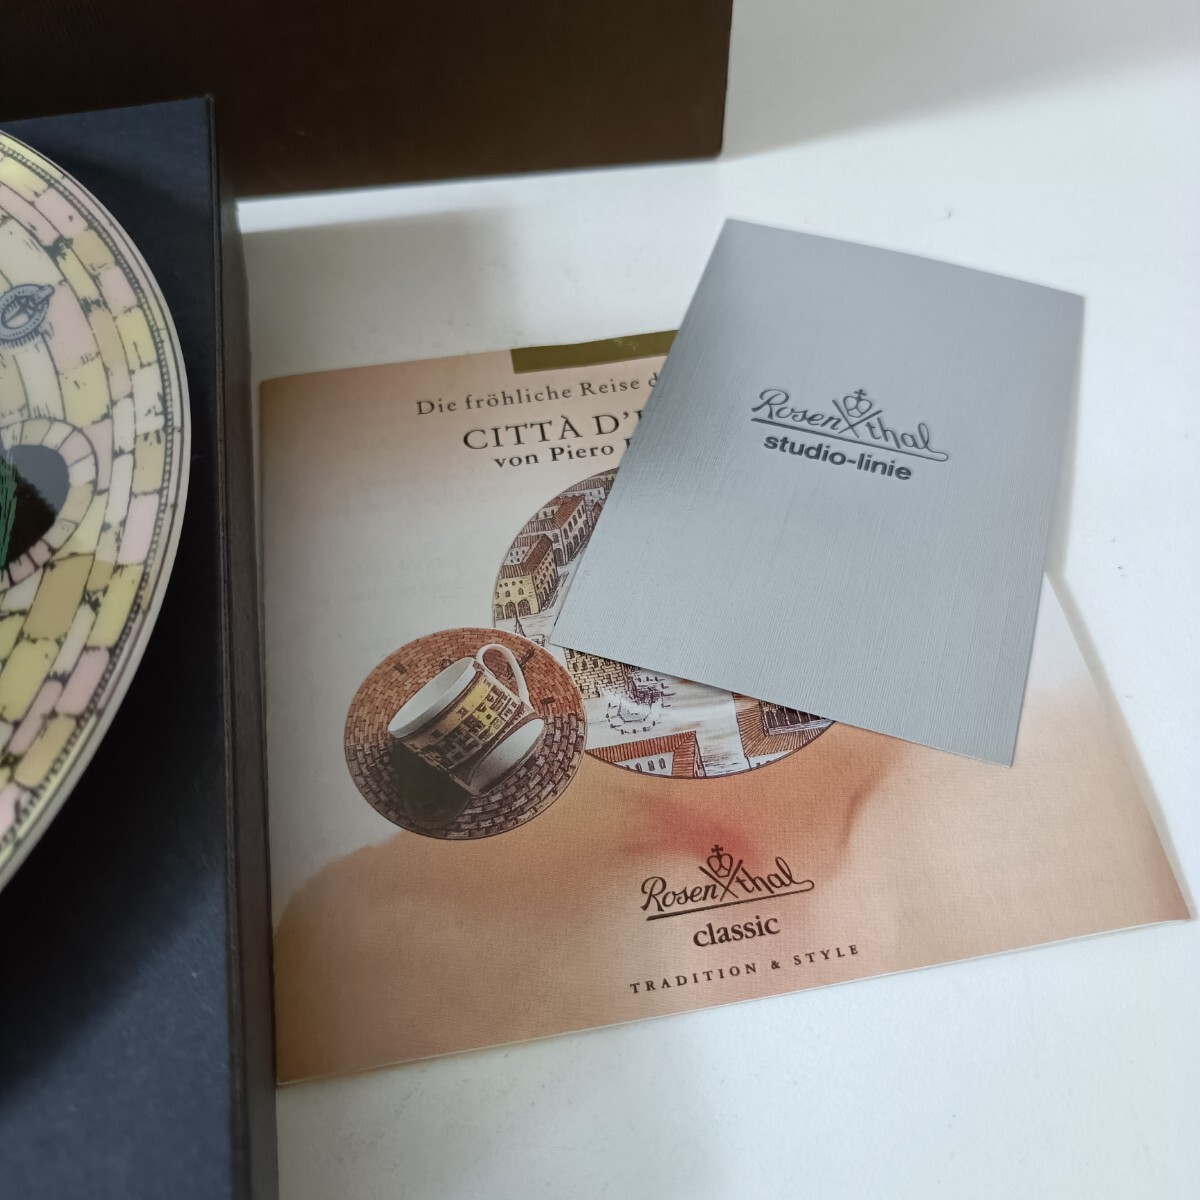 Die fröhliche Reise
CITTÀ
von Piero
Rosenthal
studio-linie
Rosenthal
classic
TRADITION & STYLE